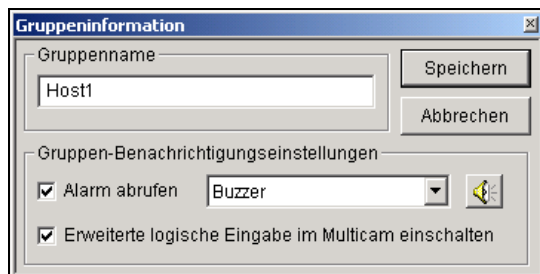 Gruppeninformation
Gruppenname
Host1
Speichern
Abbrechen
Gruppen-Benachrichtigungseinstellungen
Alarm abrufen
Buzzer
Erweiterte logische Eingabe im Multicam einschalten